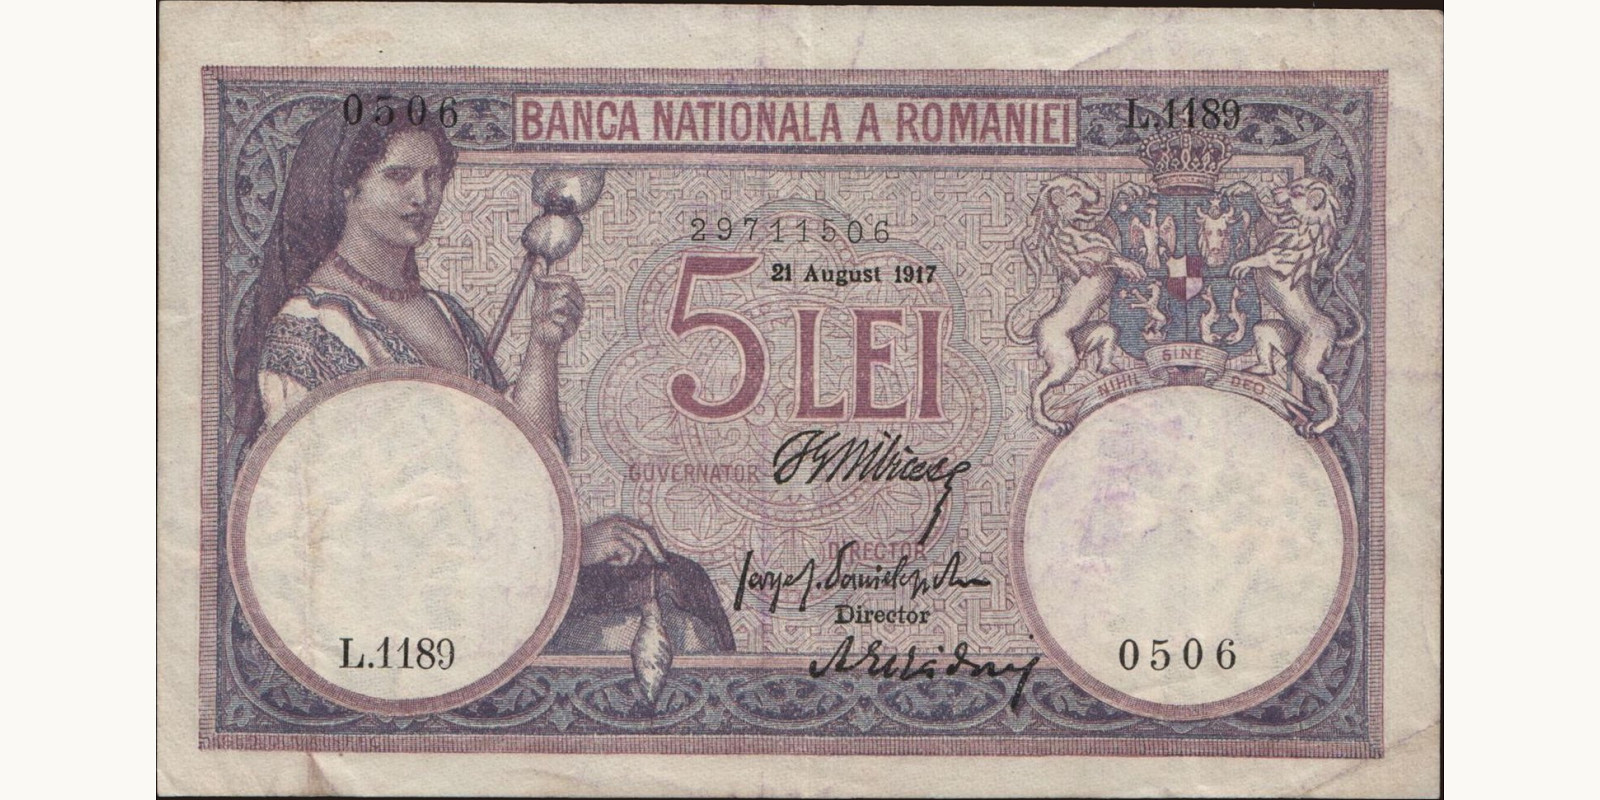 0506
BANCA NATIONALA A ROMANIEI
L.1189
29711506
21 August 1917
5 LEI
NIHIL SINE DEO
GUVERNATOR
DIRECTOR
Director
L.1189
0506